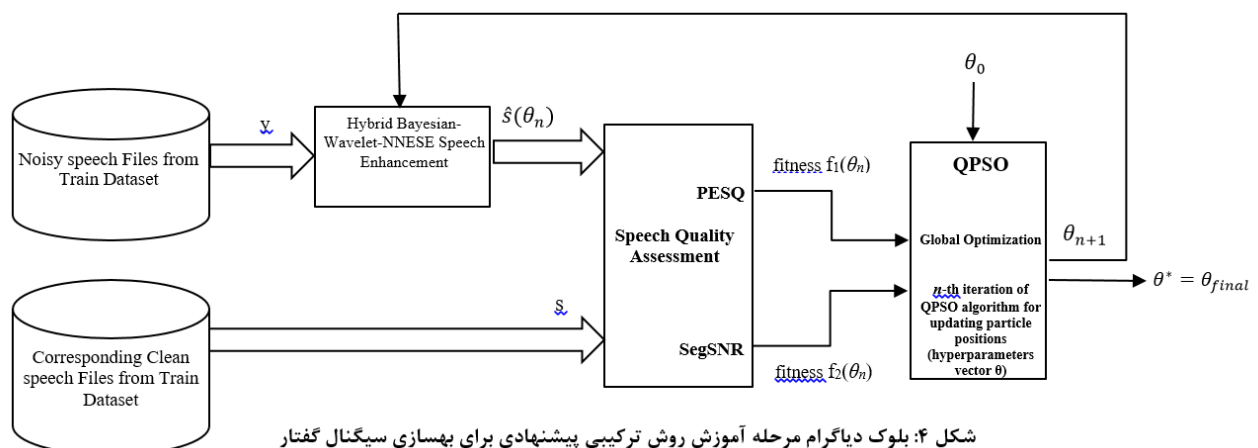 θ₀
y
Hybrid Bayesian-
Wavelet-NNESE Speech
Enhancement
ŝ(θₙ)
Noisy speech Files from
Train Dataset
PESQ
Speech Quality
Assessment
SegSNR
fitness f₁(θₙ)
fitness f₂(θₙ)
QPSO
Global Optimization
n-th iteration of
QPSO algorithm for
updating particle
positions
(hyperparameters
vector θ)
θₙ₊₁
θ* = θ_final
s
Corresponding Clean
speech Files from Train
Dataset
شکل ۴: بلوک دیاگرام مرحله آموزش روش ترکیبی پیشنهادی برای بهسازی سیگنال گفتار